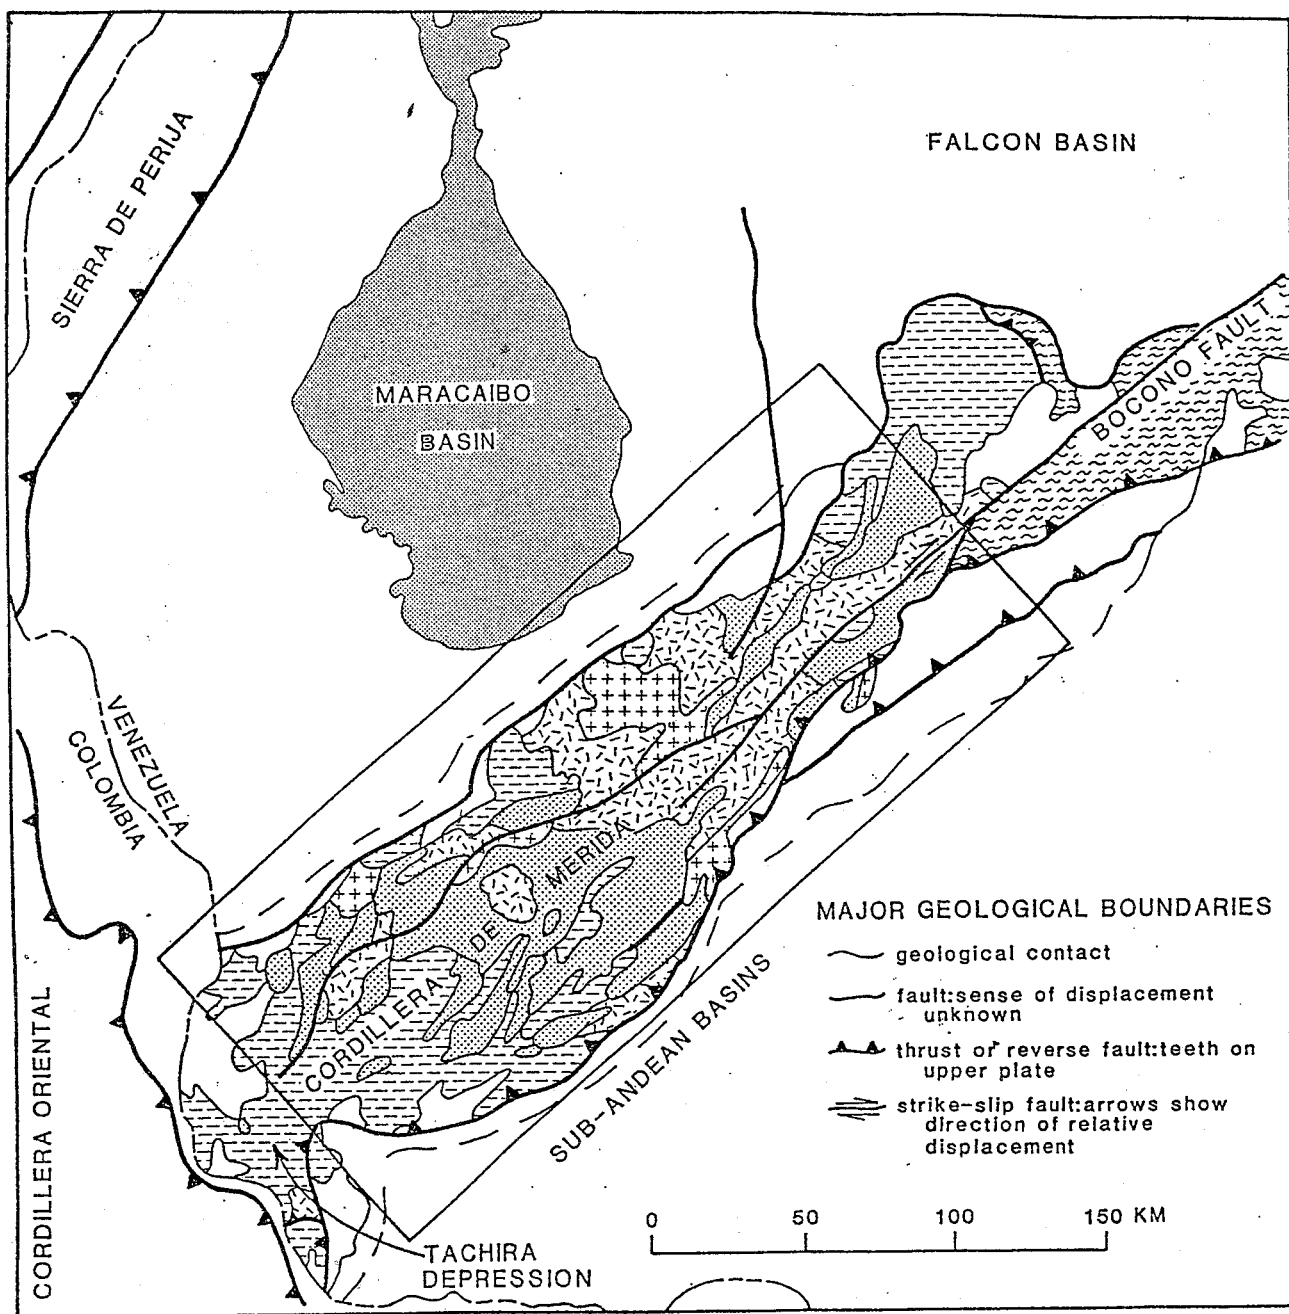 FALCON BASIN
SIERRA DE PERIJA
MARACAIBO
BASIN
BOCONO FAULT
VENEZUELA
COLOMBIA
CORDILLERA DE MERIDA
SUB-ANDEAN BASINS
CORDILLERA ORIENTAL
TACHIRA
DEPRESSION
MAJOR GEOLOGICAL BOUNDARIES
geological contact
fault:sense of displacement
unknown
thrust or reverse fault:teeth on
upper plate
strike-slip fault:arrows show
direction of relative
displacement
0 50 100 150 KM